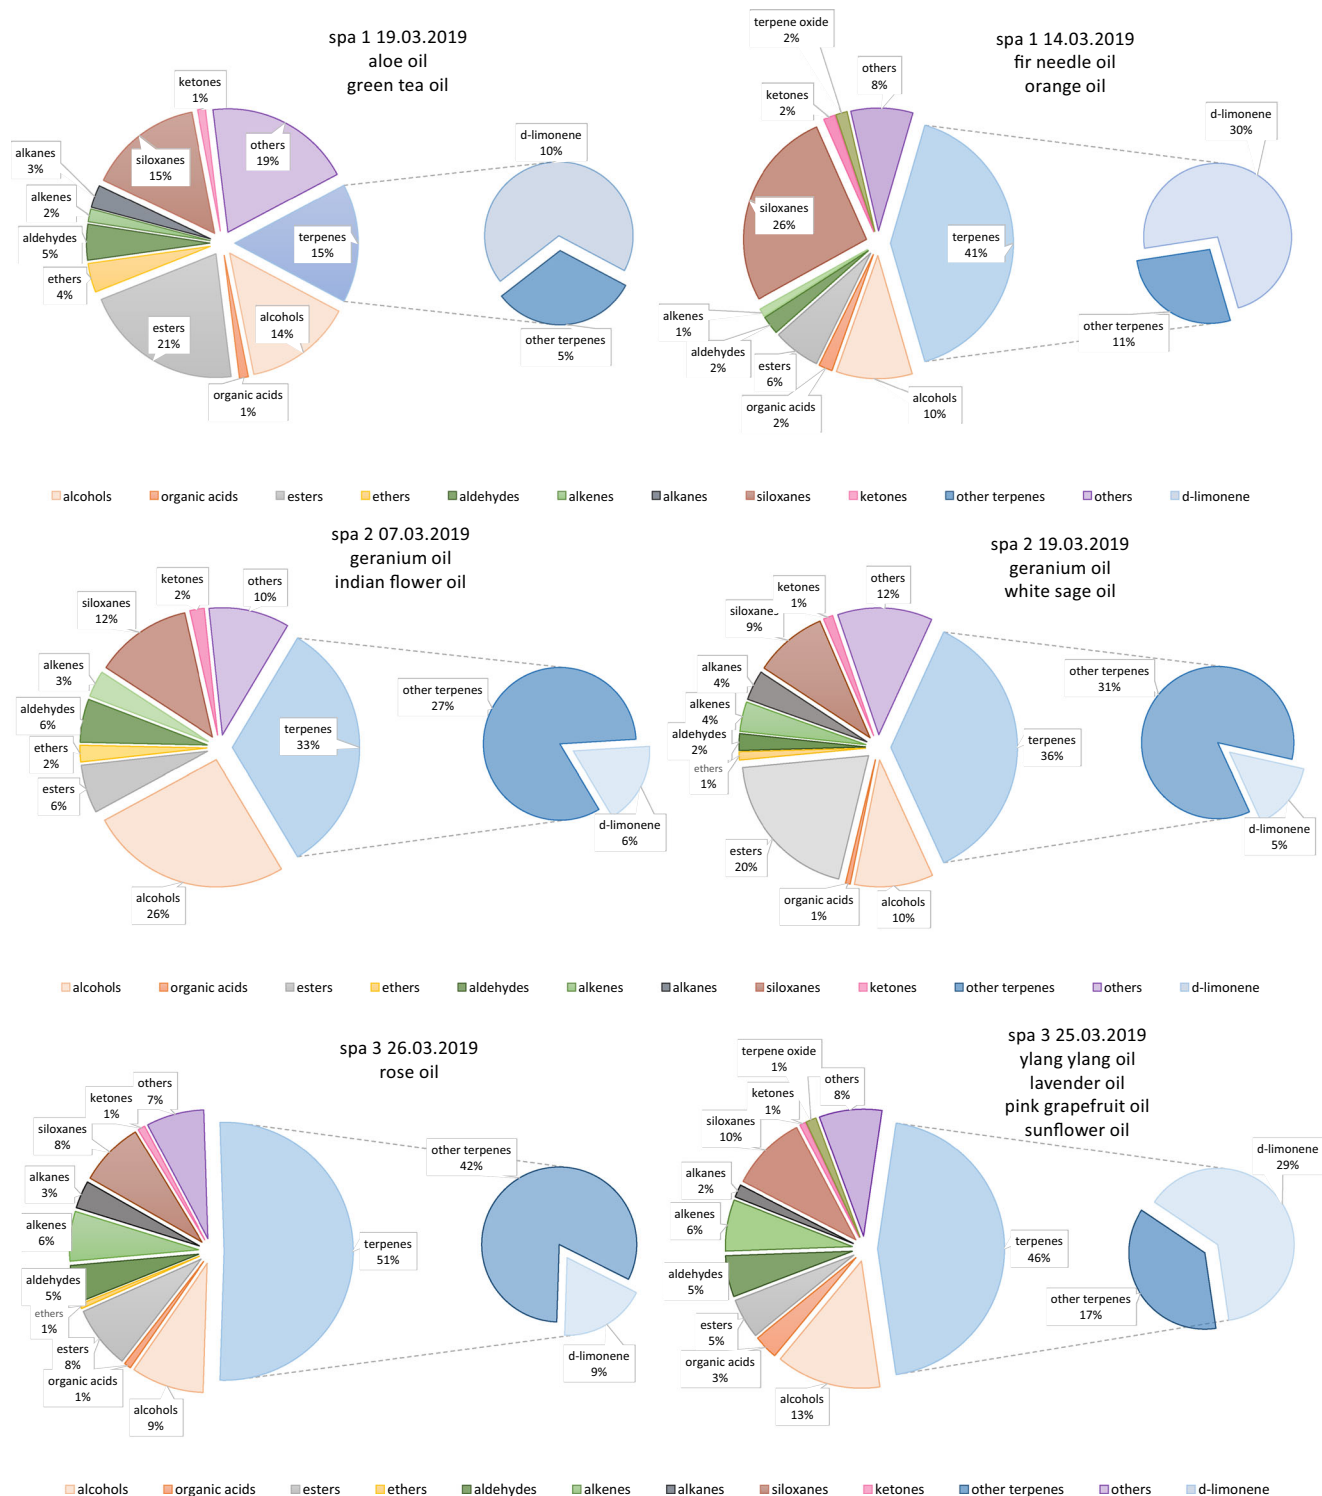 spa 1 19.03.2019
aloe oil
green tea oil
ketones
1%
others
19%
siloxanes
15%
alkanes
3%
alkenes
2%
aldehydes
5%
ethers
4%
esters
21%
organic acids
1%
alcohols
14%
terpenes
15%
d-limonene
10%
other terpenes
5%
spa 1 14.03.2019
fir needle oil
orange oil
terpene oxide
2%
ketones
2%
others
8%
siloxanes
26%
alkenes
1%
aldehydes
2%
esters
6%
organic acids
2%
alcohols
10%
terpenes
41%
d-limonene
30%
other terpenes
11%
alcohols organic acids esters ethers aldehydes alkenes alkanes siloxanes ketones other terpenes others d-limonene
spa 2 07.03.2019
geranium oil
indian flower oil
ketones
2%
others
10%
siloxanes
12%
alkenes
3%
aldehydes
6%
ethers
2%
esters
6%
alcohols
26%
terpenes
33%
other terpenes
27%
d-limonene
6%
spa 2 19.03.2019
geranium oil
white sage oil
ketones
1%
others
12%
siloxanes
9%
alkanes
4%
alkenes
4%
aldehydes
2%
ethers
1%
esters
20%
organic acids
1%
alcohols
10%
terpenes
36%
other terpenes
31%
d-limonene
5%
alcohols organic acids esters ethers aldehydes alkenes alkanes siloxanes ketones other terpenes others d-limonene
spa 3 26.03.2019
rose oil
others
7%
ketones
1%
siloxanes
8%
alkanes
3%
alkenes
6%
aldehydes
5%
ethers
1%
esters
8%
organic acids
1%
alcohols
9%
terpenes
51%
other terpenes
42%
d-limonene
9%
spa 3 25.03.2019
ylang ylang oil
lavender oil
pink grapefruit oil
sunflower oil
terpene oxide
1%
others
8%
ketones
1%
siloxanes
10%
alkanes
2%
alkenes
6%
aldehydes
5%
esters
5%
organic acids
3%
alcohols
13%
terpenes
46%
d-limonene
29%
other terpenes
17%
alcohols organic acids esters ethers aldehydes alkenes alkanes siloxanes ketones other terpenes others d-limonene